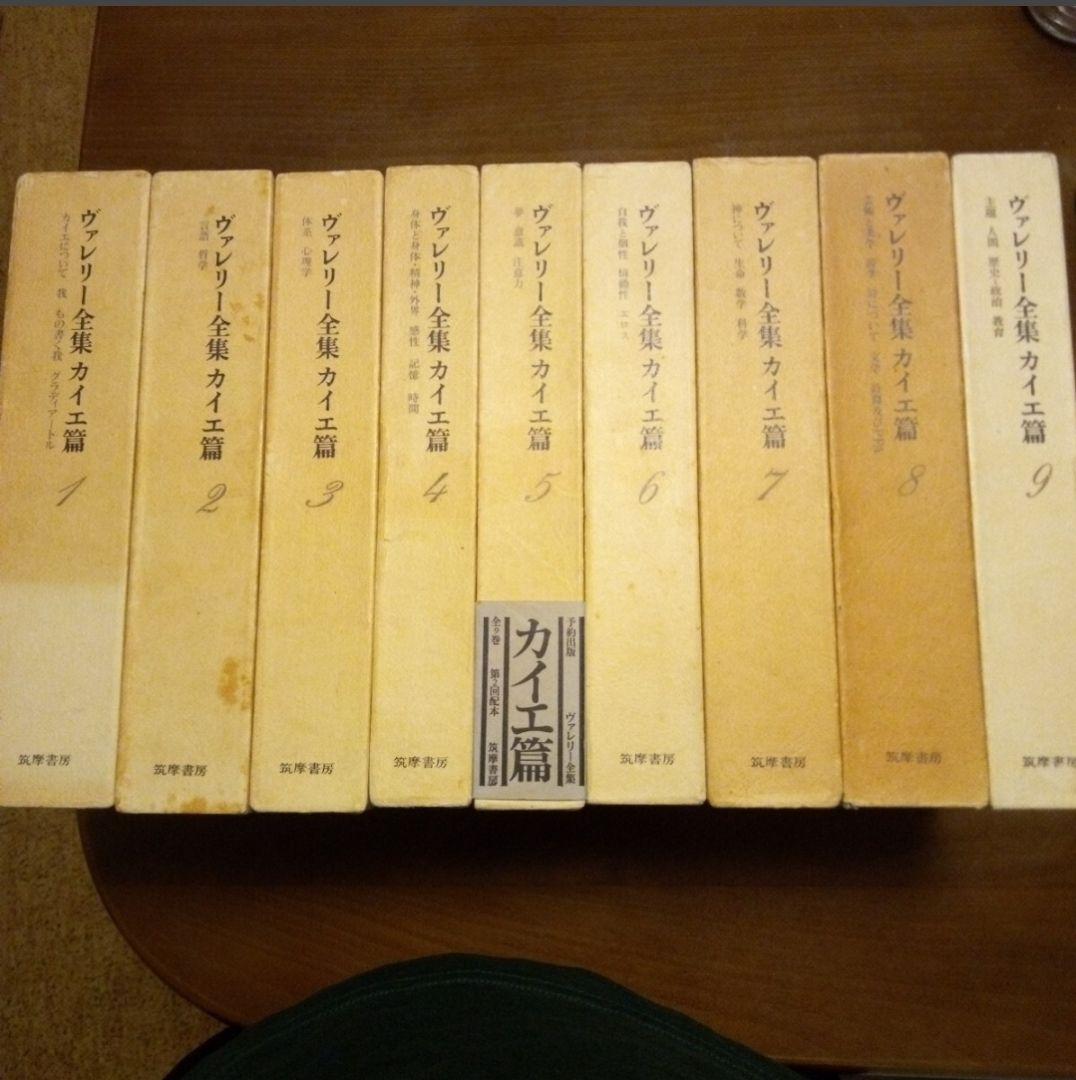 ヴァレリー全集 カイエ篇
カイエについて 我 もの書く我 グラディアートル
1
筑摩書房
ヴァレリー全集 カイエ篇
言語 哲学
2
筑摩書房
ヴァレリー全集 カイエ篇
体系 心理学
3
筑摩書房
ヴァレリー全集 カイエ篇
身体と身体・精神・外界 感性 記憶 時間
4
筑摩書房
ヴァレリー全集 カイエ篇
夢 意識 注意力
5
予約出版 ヴァレリー全集
カイエ篇
全9巻 第2回配本 筑摩書房
ヴァレリー全集 カイエ篇
自我と個性 情動性 エロス
6
筑摩書房
ヴァレリー全集 カイエ篇
神について 生命 数学 科学
7
筑摩書房
ヴァレリー全集 カイエ篇
詩について 文学
8
筑摩書房
ヴァレリー全集 カイエ篇
主題 人間 歴史・政治 教育
9
筑摩書房